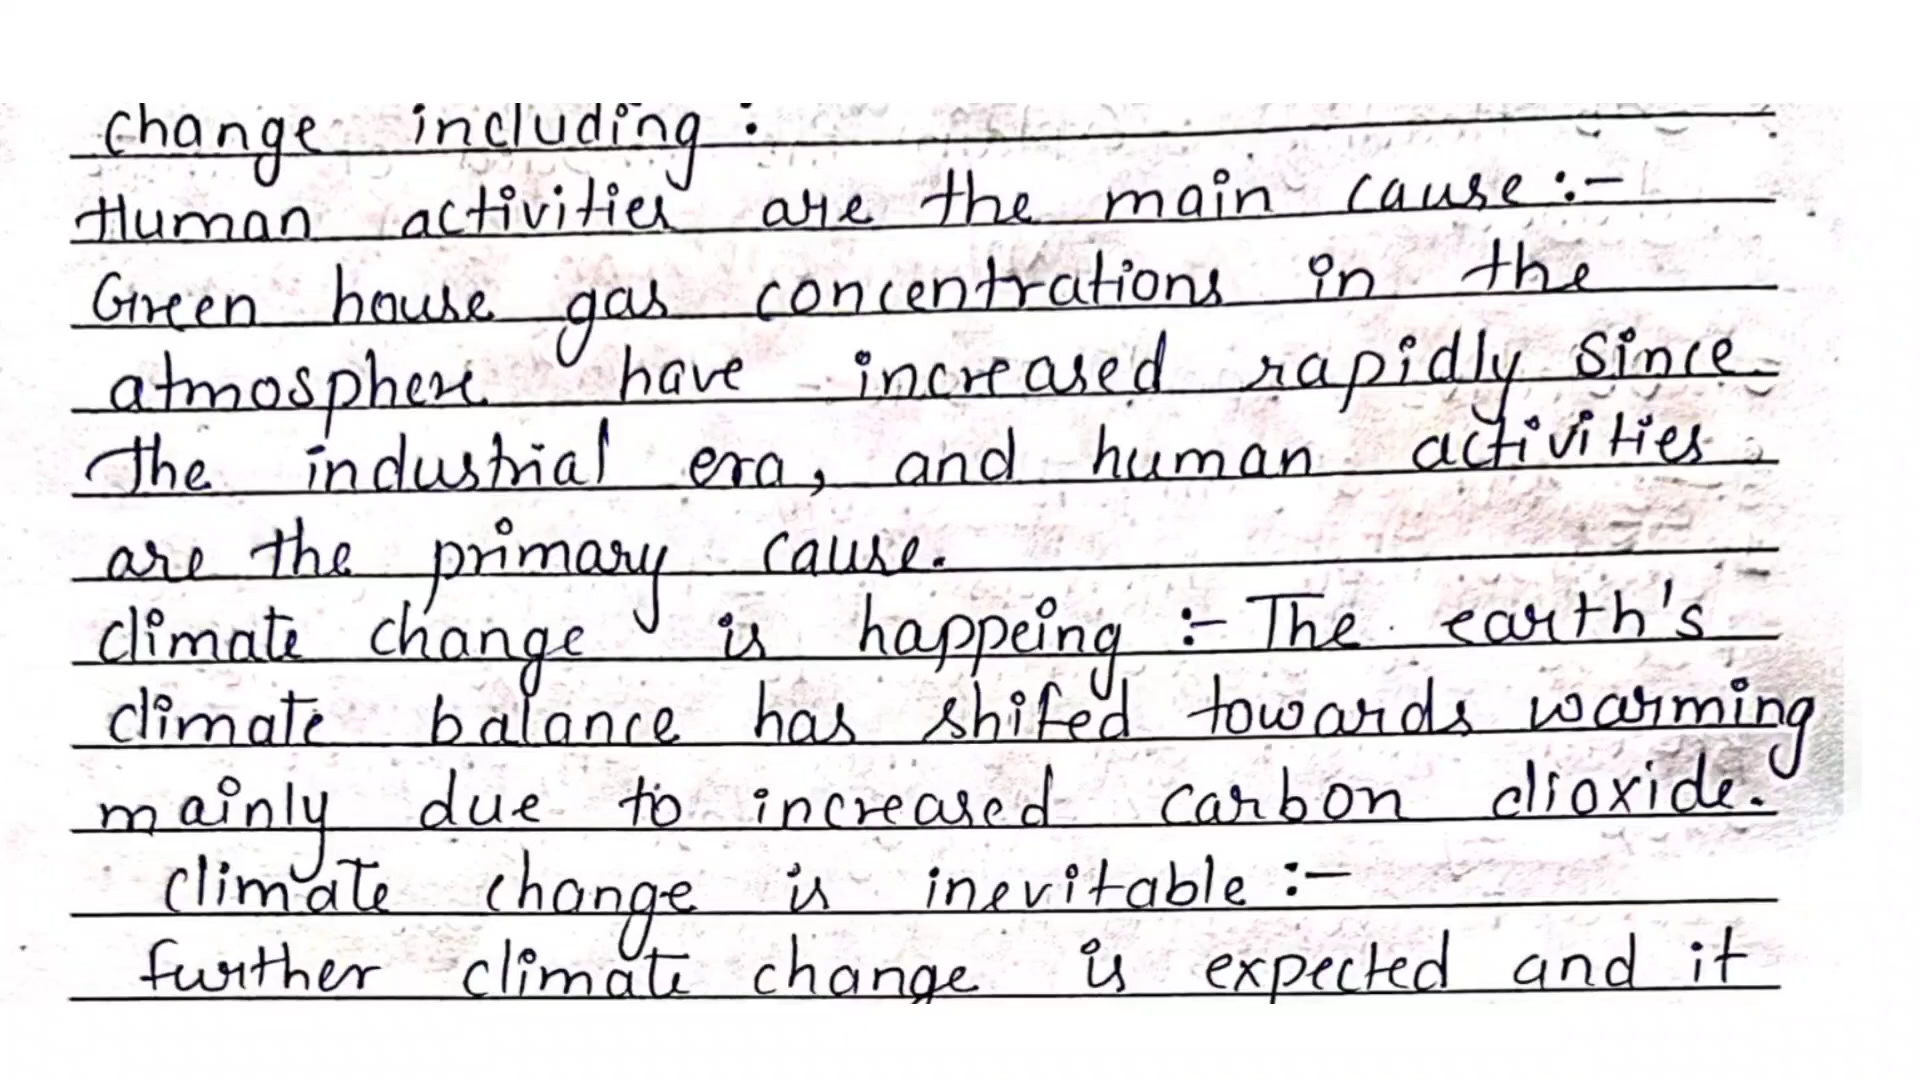 change including :
Human activities are the main cause :-
Green house gas concentrations in the
atmosphere have increased rapidly since
the industrial era, and human activities
are the primary cause.
climate change is happeing :- The earth's
climate balance has shifed towards warming
mainly due to increased carbon dioxide.
climate change is inevitable :-
further climate change is expected and it